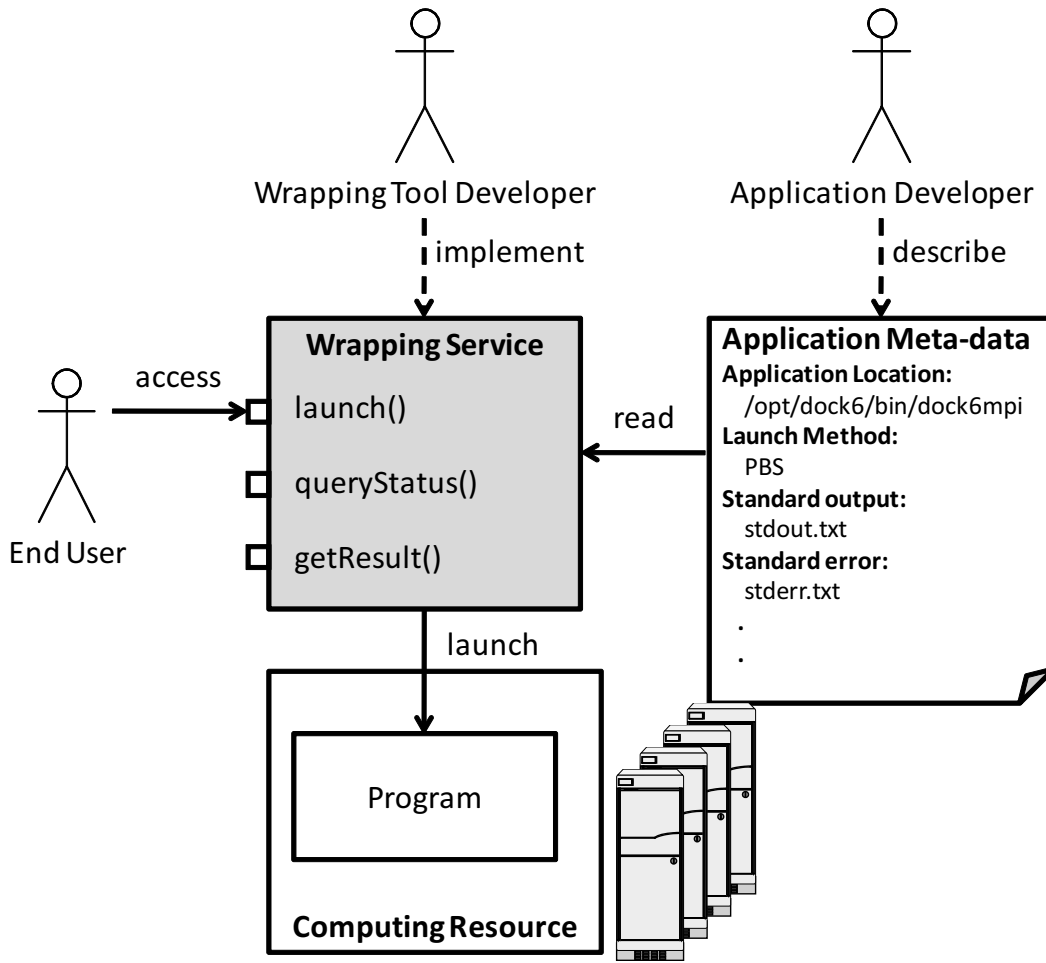 Wrapping Tool Developer
Application Developer
implement
describe
Wrapping Service
launch()
queryStatus()
getResult()
access
End User
read
Application Meta-data
Application Location:
/opt/dock6/bin/dock6mpi
Launch Method:
PBS
Standard output:
stdout.txt
Standard error:
stderr.txt
.
.
launch
Program
Computing Resource